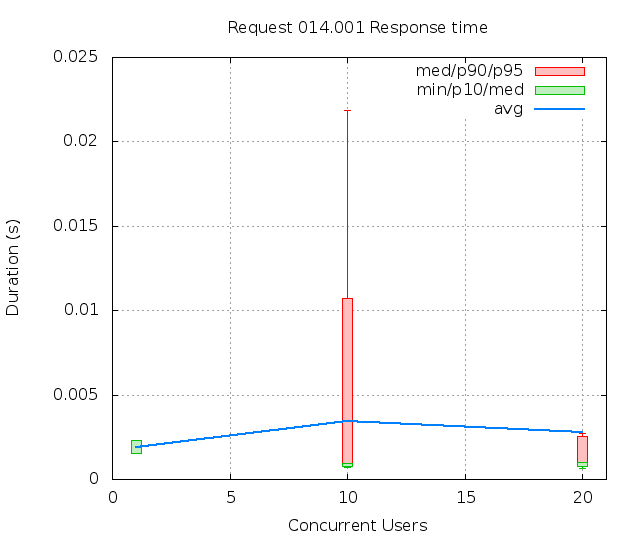 Request 014.001 Response time
med/p90/p95
min/p10/med
avg
0.025
0.02
0.015
0.01
0.005
0
Duration (s)
0 5 10 15 20
Concurrent Users